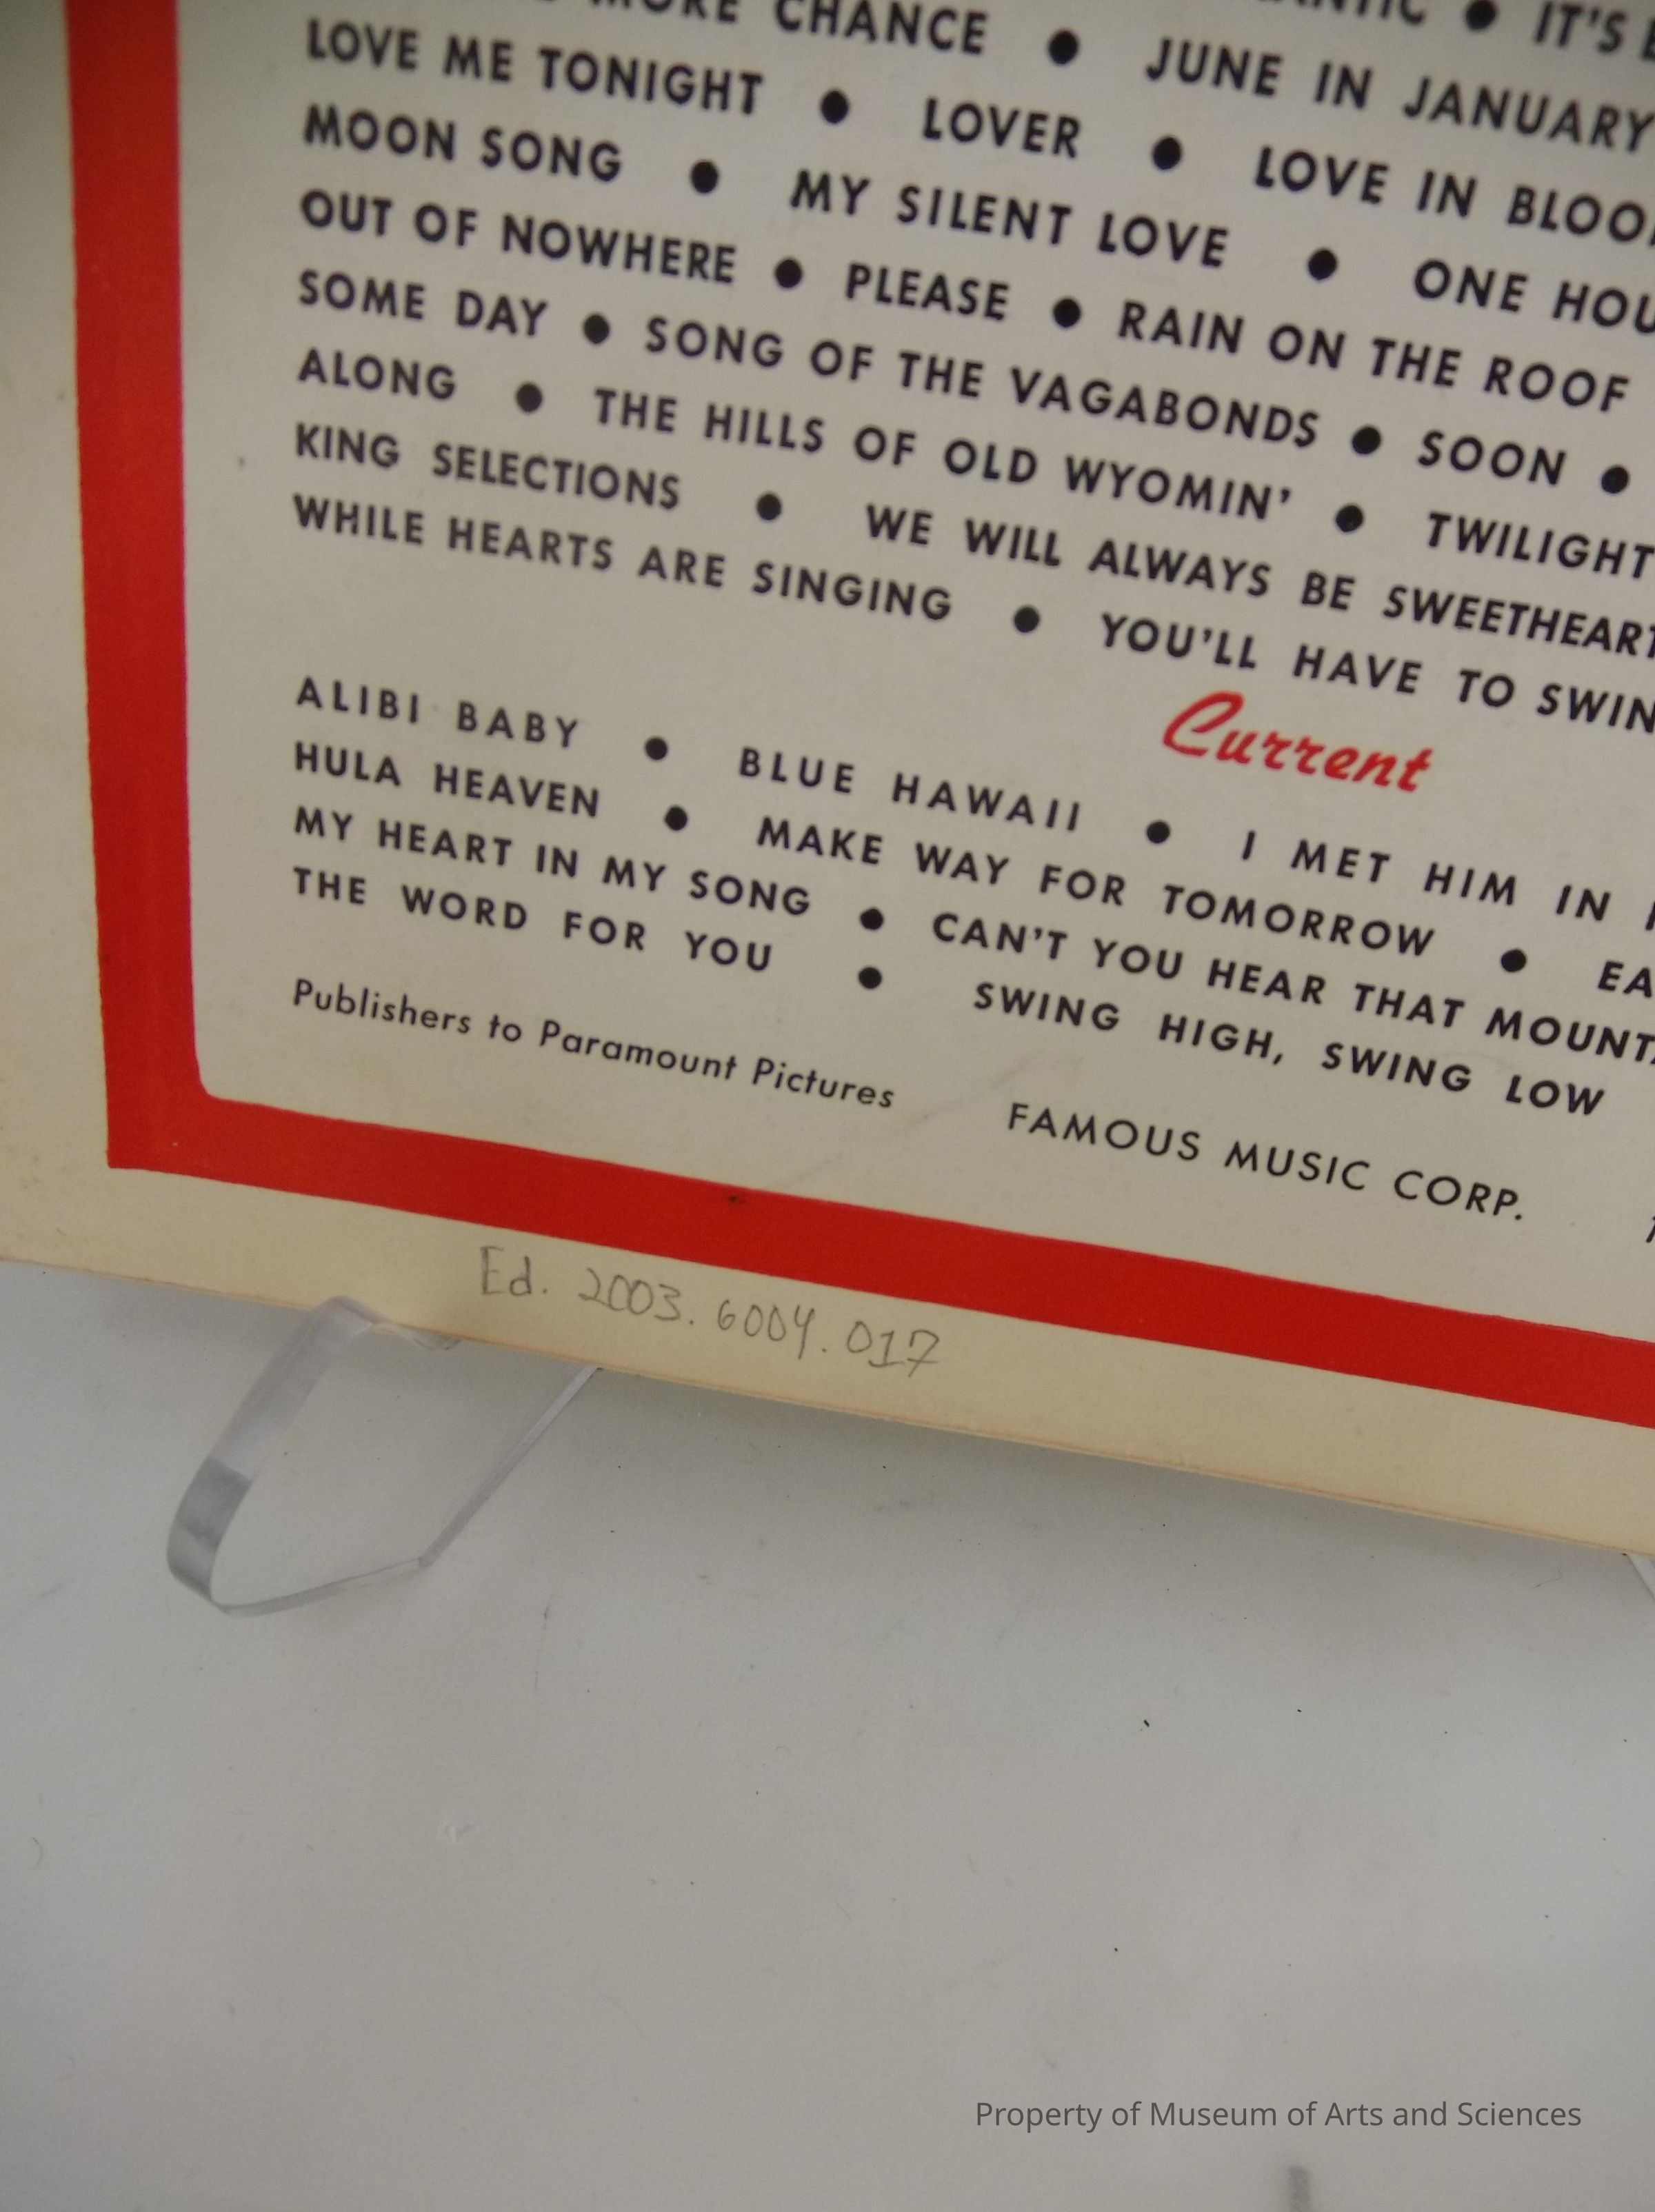 MORE CHANCE • • IT'S
LOVE ME TONIGHT • JUNE IN JANUARY
MOON SONG • LOVER • LOVE IN
OUT OF NOWHERE • MY SILENT LOVE • ONE
SOME DAY • PLEASE • RAIN ON THE ROOF
ALONG • SONG OF THE VAGABONDS • SOON •
KING SELECTIONS • THE HILLS OF OLD WYOMIN' • TWILIGHT
WHILE HEARTS ARE SINGING • WE WILL ALWAYS BE
YOU'LL HAVE TO
Current
ALIBI BABY • BLUE HAWAII • I MET HIM IN
HULA HEAVEN • MAKE WAY FOR TOMORROW •
MY HEART IN MY SONG • CAN'T YOU HEAR THAT
THE WORD FOR YOU • SWING HIGH, SWING LOW
Publishers to Paramount Pictures FAMOUS MUSIC CORP.
Ed. 2003.6004.017
Property of Museum of Arts and Sciences